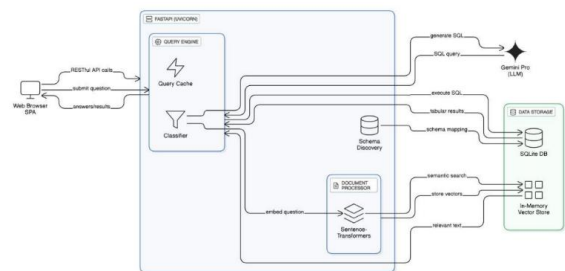 FASTAPI (UVICORN)
QUERY ENGINE
generate SQL
SQL query
Gemini Pro
(LLM)
RESTful API calls
submit question
answers/results
Web Browser
SPA
Query Cache
Classifier
execute SQL
tabular results
schema mapping
Schema
Discovery
DATA STORAGE
SQLite DB
DOCUMENT
PROCESSOR
semantic search
store vectors
embed question
Sentence-
Transformers
relevant text
In-Memory
Vector Store